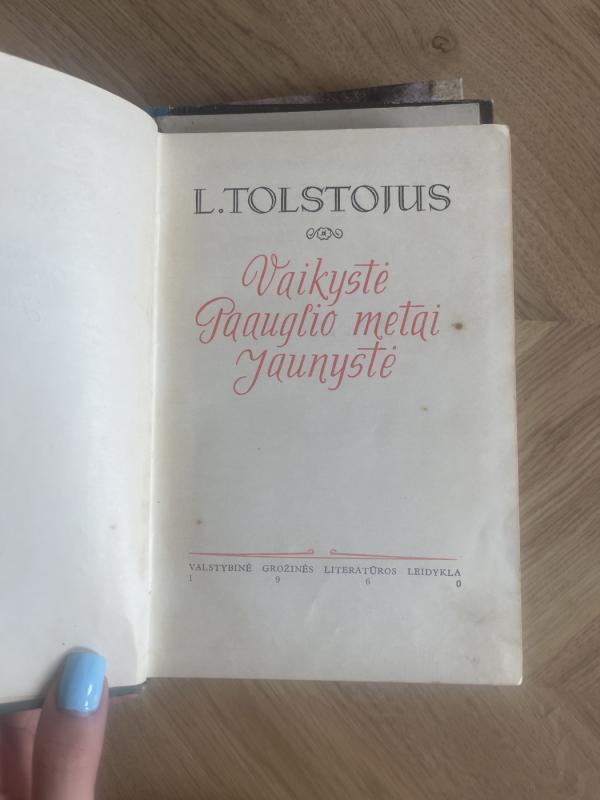 L. TOLSTOJUS
Vaikystė
Paauglio metai
Jaunystė
VALSTYBINĖ GROŽINĖS LITERATŪROS LEIDYKLA
1 9 6 0